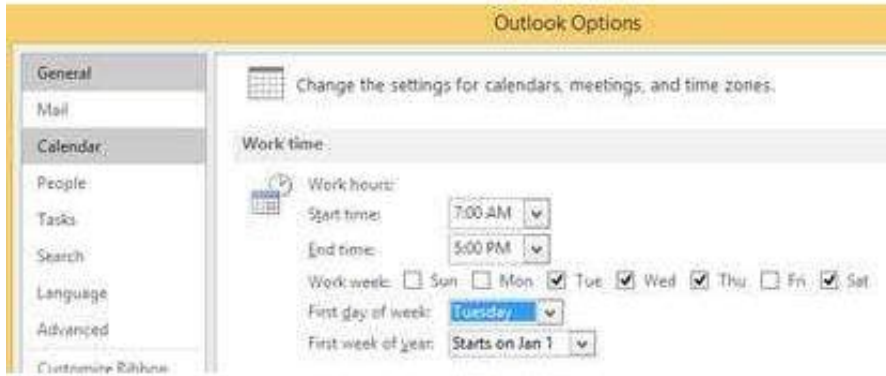 Outlook Options
General
Mail
Calendar
People
Tasks
Search
Language
Advanced
Customize Ribbon
Change the settings for calendars, meetings, and time zones.
Work time
Work hours:
Start time: 7:00 AM
End time: 5:00 PM
Work week: Sun Mon Tue Wed Thu Fri Sat
First day of week: Tuesday
First week of year: Starts on Jan 1